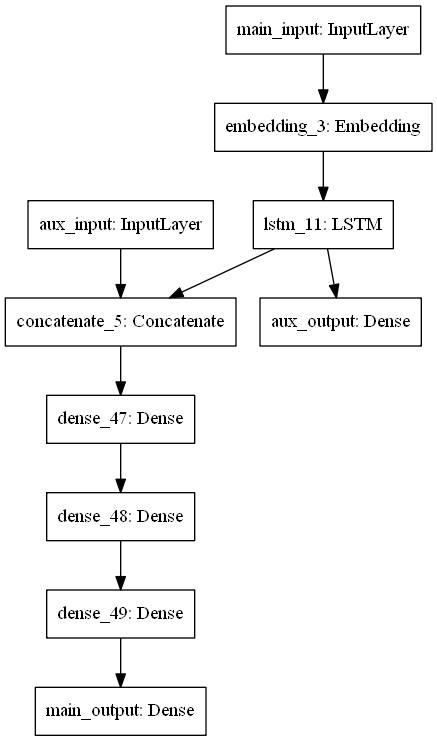 main_input: InputLayer
embedding_3: Embedding
aux_input: InputLayer
lstm_11: LSTM
concatenate_5: Concatenate
aux_output: Dense
dense_47: Dense
dense_48: Dense
dense_49: Dense
main_output: Dense